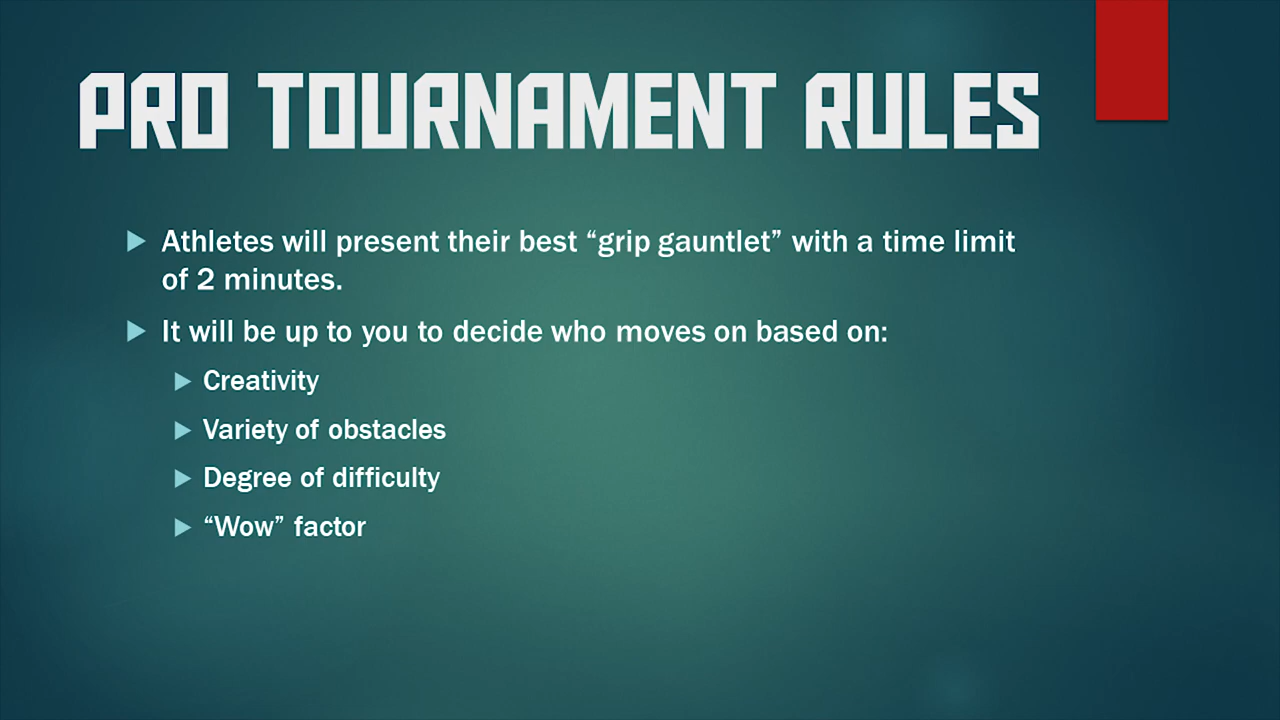 PRO TOURNAMENT RULES
Athletes will present their best “grip gauntlet” with a time limit
of 2 minutes.
It will be up to you to decide who moves on based on:
Creativity
Variety of obstacles
Degree of difficulty
“Wow” factor